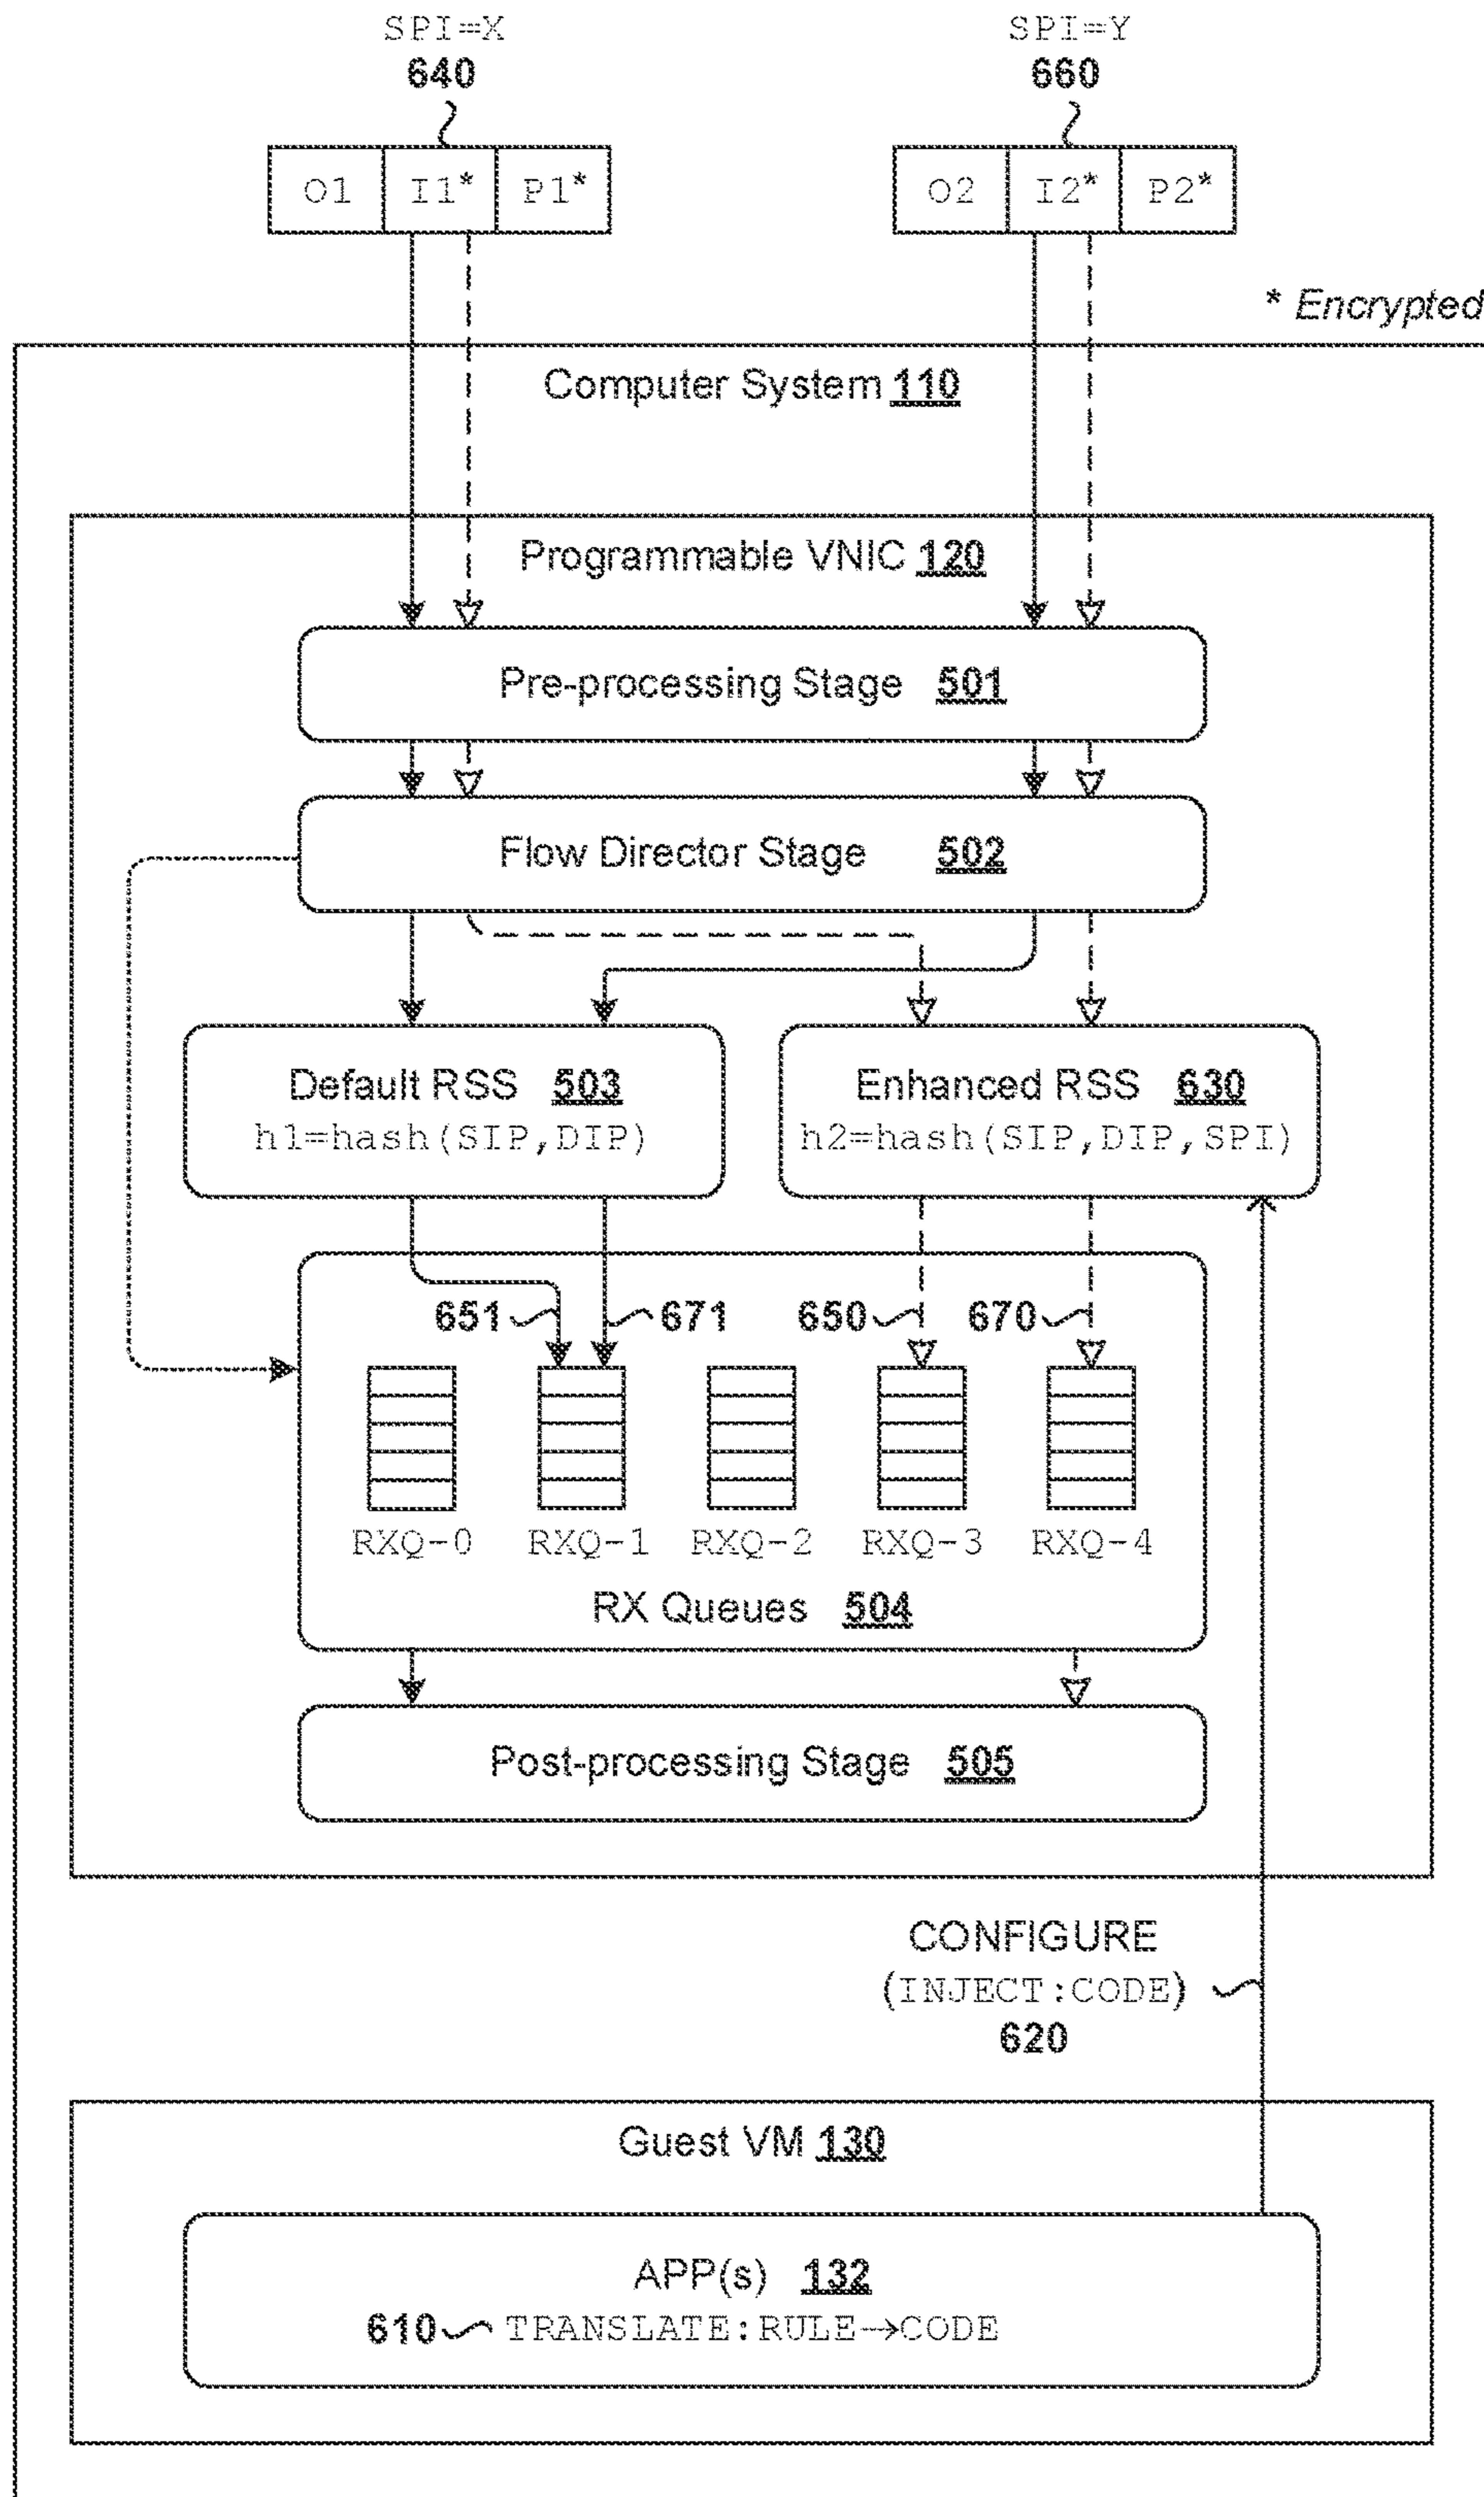 SPI=X SPI=Y
640 660
O1 I1* P1* O2 I2* P2*
* Encrypted
Computer System 110
Programmable VNIC 120
Pre-processing Stage 501
Flow Director Stage 502
Default RSS 503 Enhanced RSS 630
h1=hash(SIP,DIP) h2=hash(SIP,DIP,SPI)
651 671 650 670
RXQ-0 RXQ-1 RXQ-2 RXQ-3 RXQ-4
RX Queues 504
Post-processing Stage 505
CONFIGURE
(INJECT:CODE)
620
Guest VM 130
APP(s) 132
610 TRANSLATE:RULE→CODE